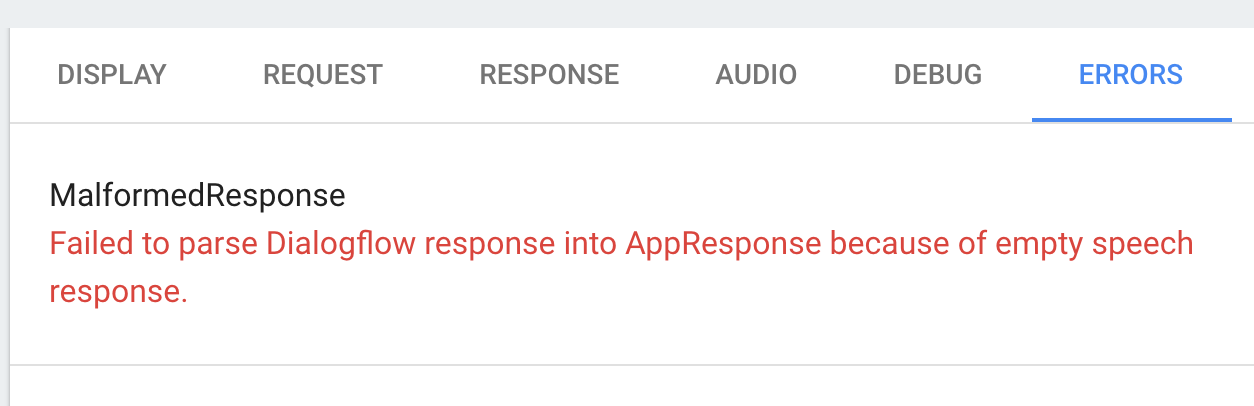 DISPLAY REQUEST RESPONSE AUDIO DEBUG ERRORS
MalformedResponse
Failed to parse Dialogflow response into AppResponse because of empty speech
response.